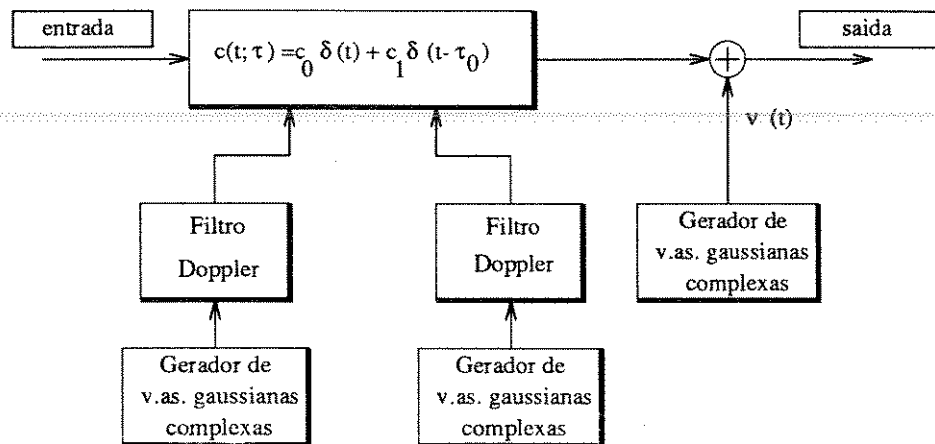 entrada
c(t; τ) =c0 δ (t) + c1 δ (t- τ0)
saida
ν (t)
Filtro
Doppler
Filtro
Doppler
Gerador de
v.as. gaussianas
complexas
Gerador de
v.as. gaussianas
complexas
Gerador de
v.as. gaussianas
complexas